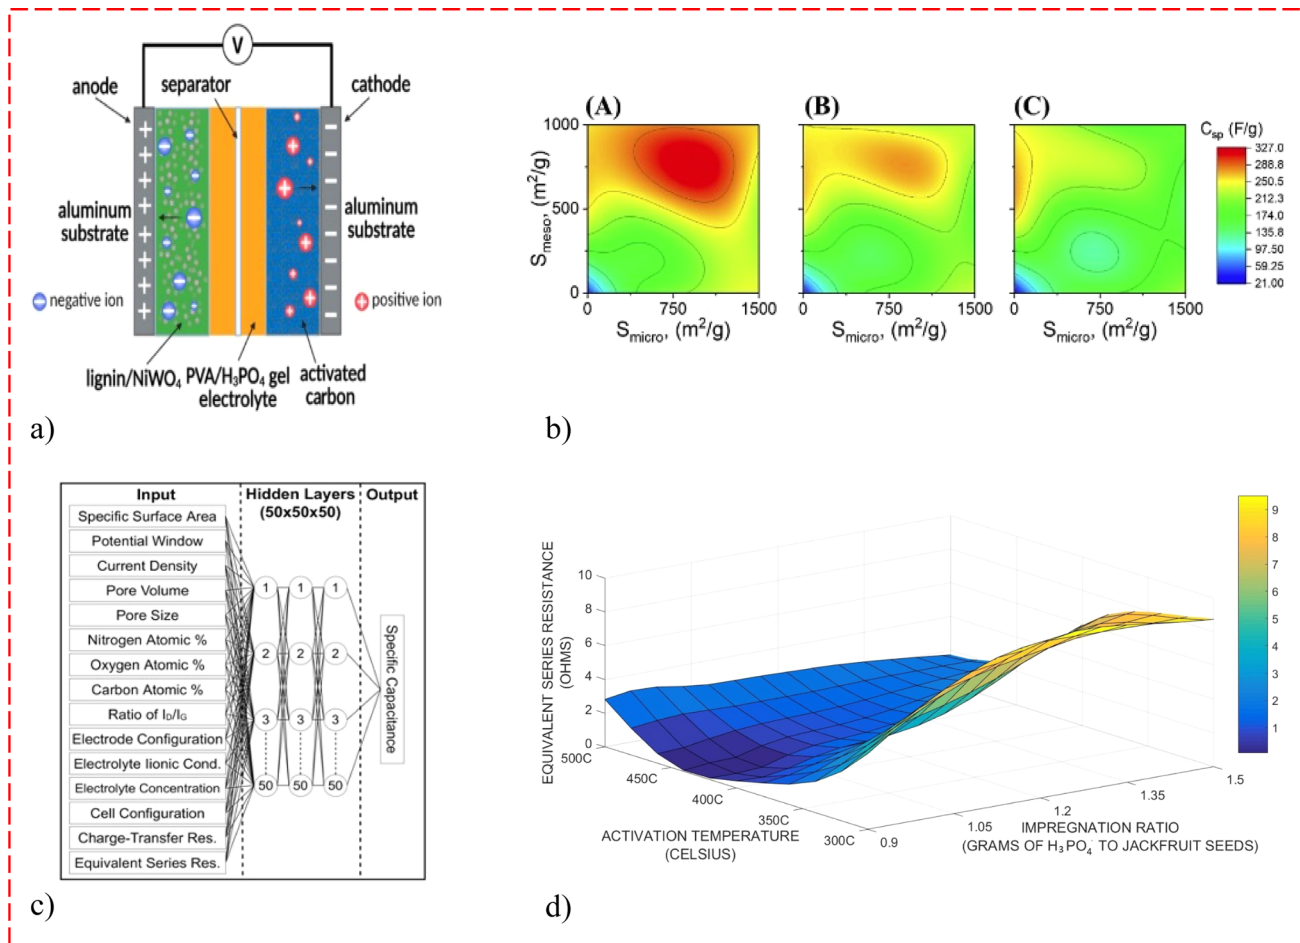 V
anode
separator
cathode
aluminum
substrate
aluminum
substrate
negative ion
positive ion
lignin/NiWO₄
PVA/H₃PO₄ gel
electrolyte
activated
carbon
a)
(A)
(B)
(C)
C_sp (F/g)
327.0
288.8
250.5
212.3
174.0
135.8
97.50
59.25
21.00
S_meso, (m²/g)
1000
500
0
0 750 1500
0 750 1500
0 750 1500
S_micro, (m²/g)
S_micro, (m²/g)
S_micro, (m²/g)
b)
Input
Hidden Layers
(50x50x50)
Output
Specific Surface Area
Potential Window
Current Density
Pore Volume
Pore Size
Nitrogen Atomic %
Oxygen Atomic %
Carbon Atomic %
Ratio of I_D/I_G
Electrode Configuration
Electrolyte Iionic Cond.
Electrolyte Concentration
Cell Configuration
Charge-Transfer Res.
Equivalent Series Res.
1 1 1
2 2 2
3 3 3
50 50 50
Specific Capacitance
c)
EQUIVALENT SERIES RESISTANCE
(OHMS)
10
8
6
4
2
0
500C
450C
400C
350C
300C
ACTIVATION TEMPERATURE
(CELSIUS)
0.9
1.05
1.2
1.35
1.5
IMPREGNATION RATIO
(GRAMS OF H₃PO₄ TO JACKFRUIT SEEDS)
9
8
7
6
5
4
3
2
1
d)